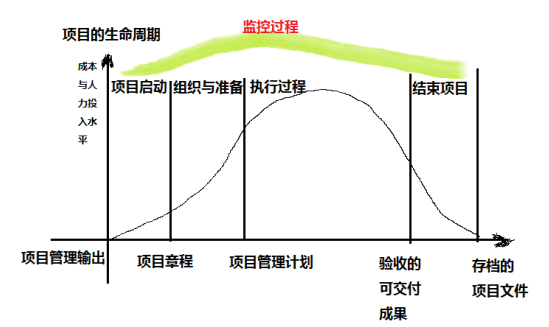 监控过程
项目的生命周期
成本
与人
力投
入水
平
项目启动
组织与准备
执行过程
结束项目
项目管理输出
项目章程
项目管理计划
验收的
可交付
成果
存档的
项目文件